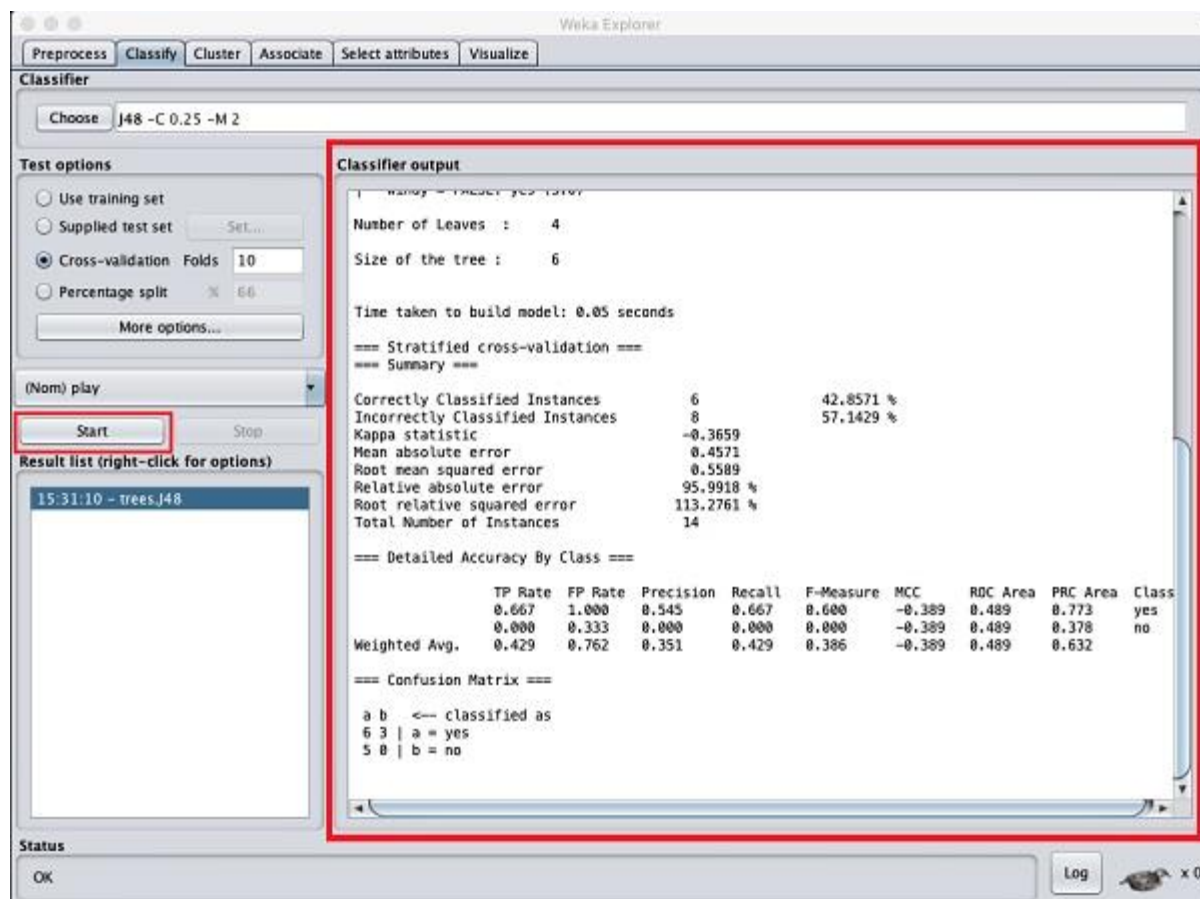 Weka Explorer
Preprocess Classify Cluster Associate Select attributes Visualize
Classifier
Choose J48 -C 0.25 -M 2
Test options
Use training set
Supplied test set Set...
Cross-validation Folds 10
Percentage split % 66
More options...
(Nom) play
Start Stop
Result list (right-click for options)
15:31:10 - trees.J48
Classifier output
Number of Leaves : 4
Size of the tree : 6
Time taken to build model: 0.05 seconds
=== Stratified cross-validation ===
=== Summary ===
Correctly Classified Instances 6 42.8571 %
Incorrectly Classified Instances 8 57.1429 %
Kappa statistic -0.3659
Mean absolute error 0.4571
Root mean squared error 0.5589
Relative absolute error 95.9918 %
Root relative squared error 113.2761 %
Total Number of Instances 14
=== Detailed Accuracy By Class ===
TP Rate FP Rate Precision Recall F-Measure MCC ROC Area PRC Area Class
0.667 1.000 0.545 0.667 0.600 -0.389 0.489 0.773 yes
0.000 0.333 0.000 0.000 0.000 -0.389 0.489 0.378 no
Weighted Avg. 0.429 0.762 0.351 0.429 0.386 -0.389 0.489 0.632
=== Confusion Matrix ===
a b <-- classified as
6 3 | a = yes
5 0 | b = no
Status
OK
Log x 0